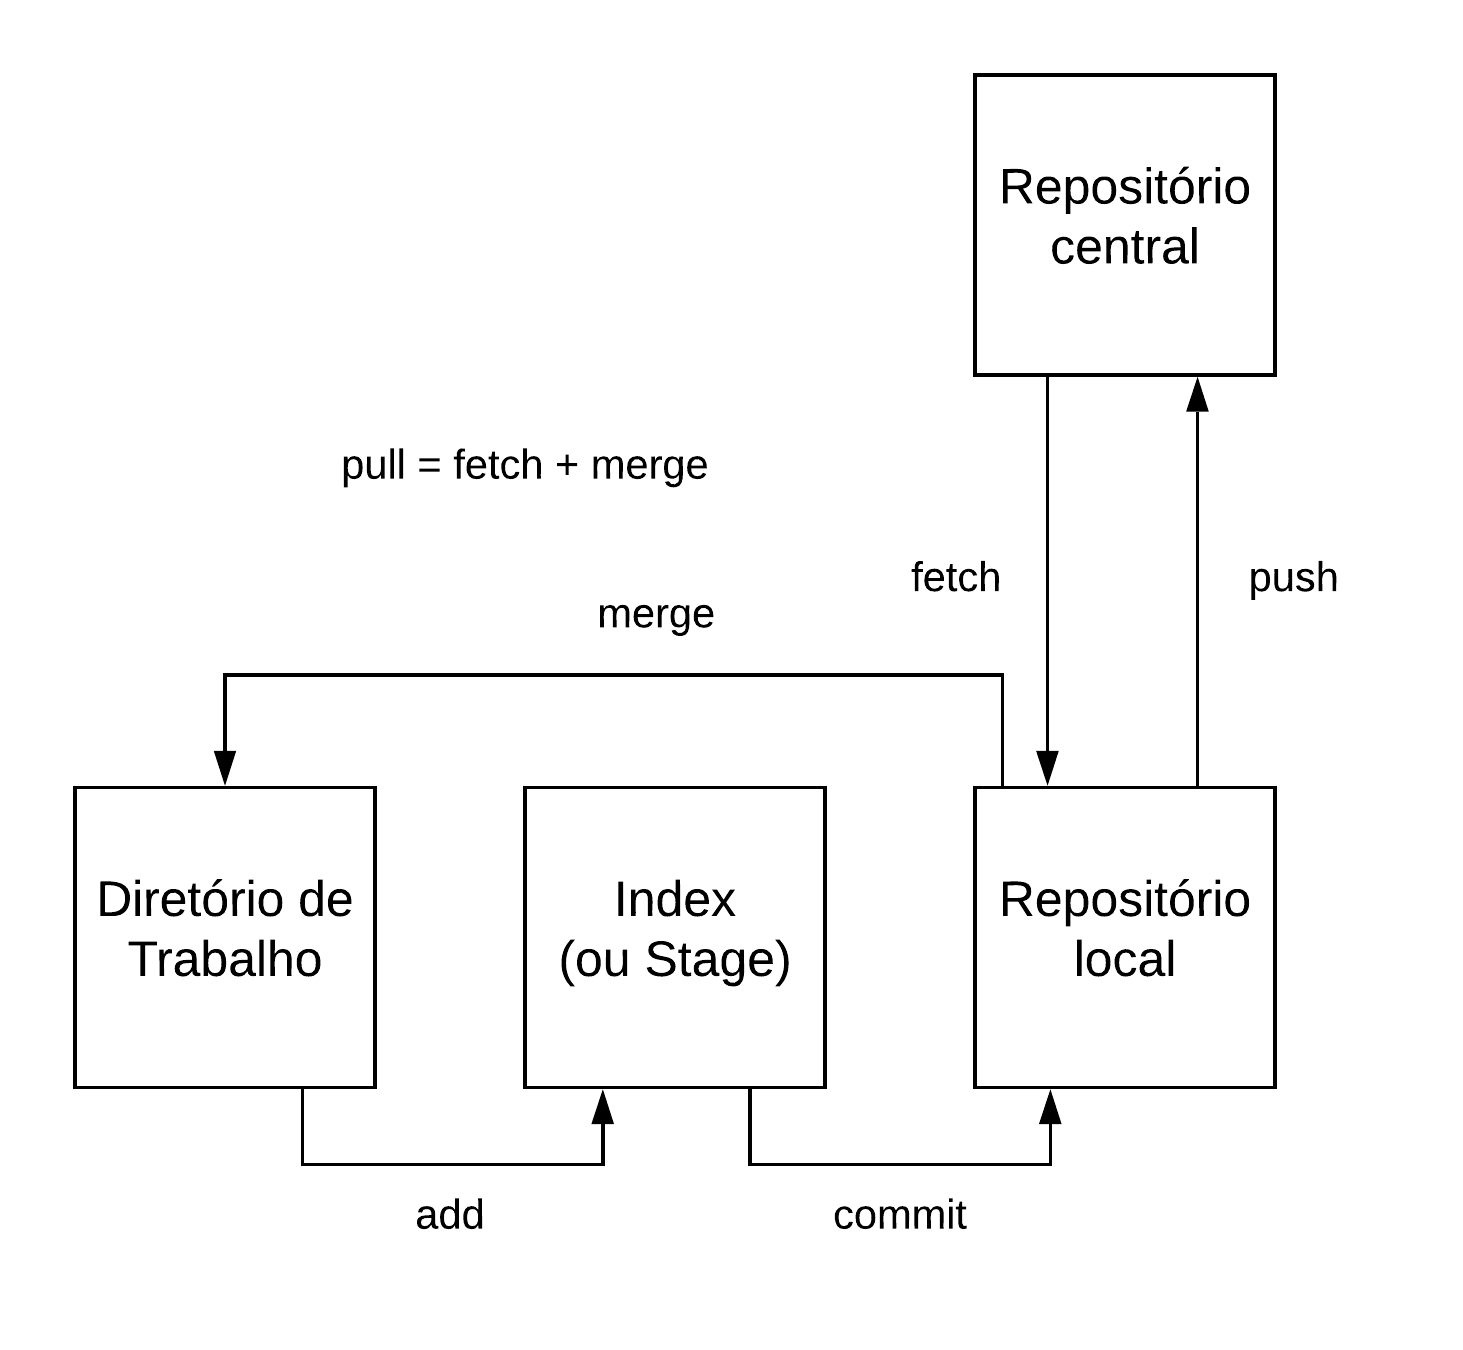 Repositório
central
pull = fetch + merge
fetch
push
merge
Diretório de
Trabalho
Index
(ou Stage)
Repositório
local
add
commit